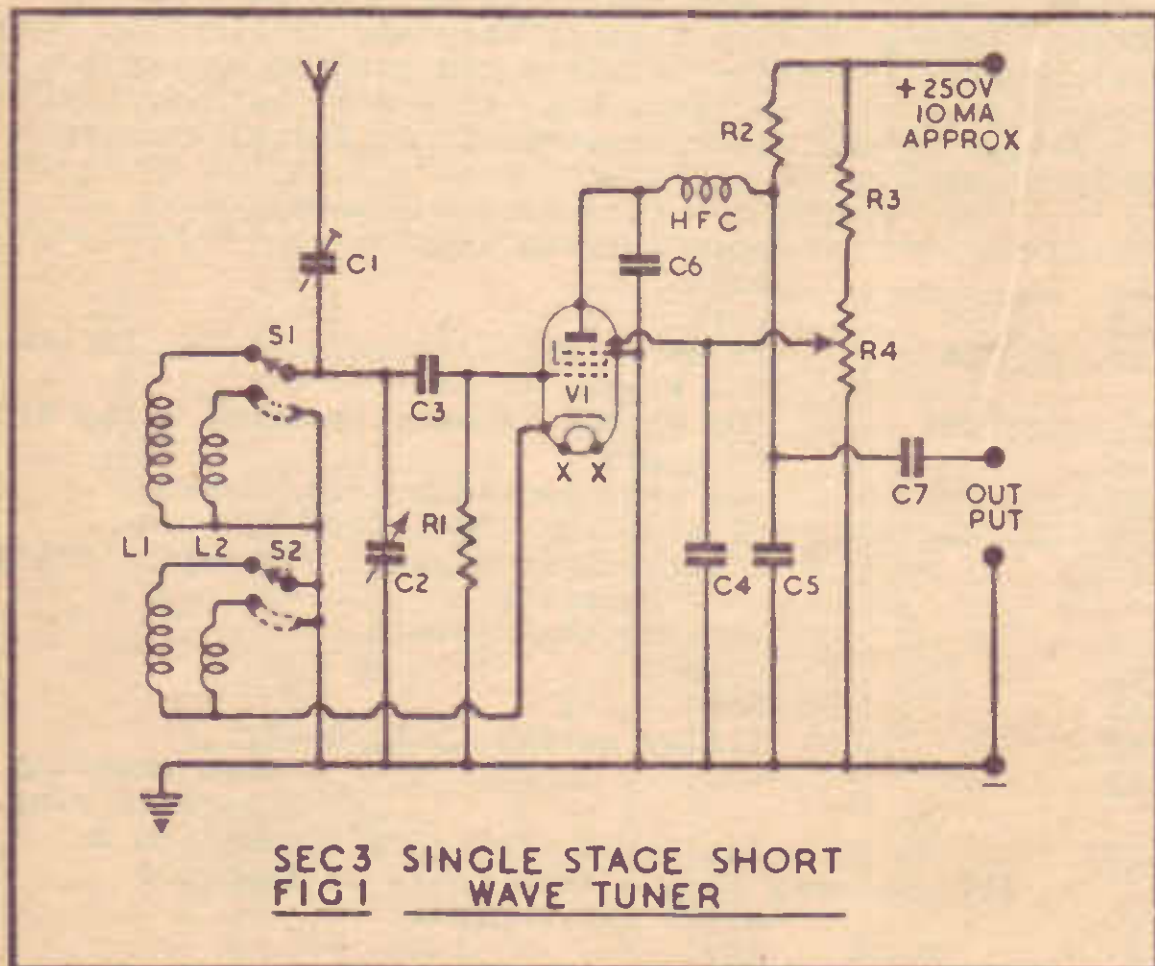 +250V
10 MA
APPROX
R2
R3
HFC
C1
C6
S1
R4
V1
C3
X X
C7
OUT
PUT
R1
L1 L2 S2
C2
C4 C5
–
SEC3 SINGLE STAGE SHORT
FIG1 WAVE TUNER